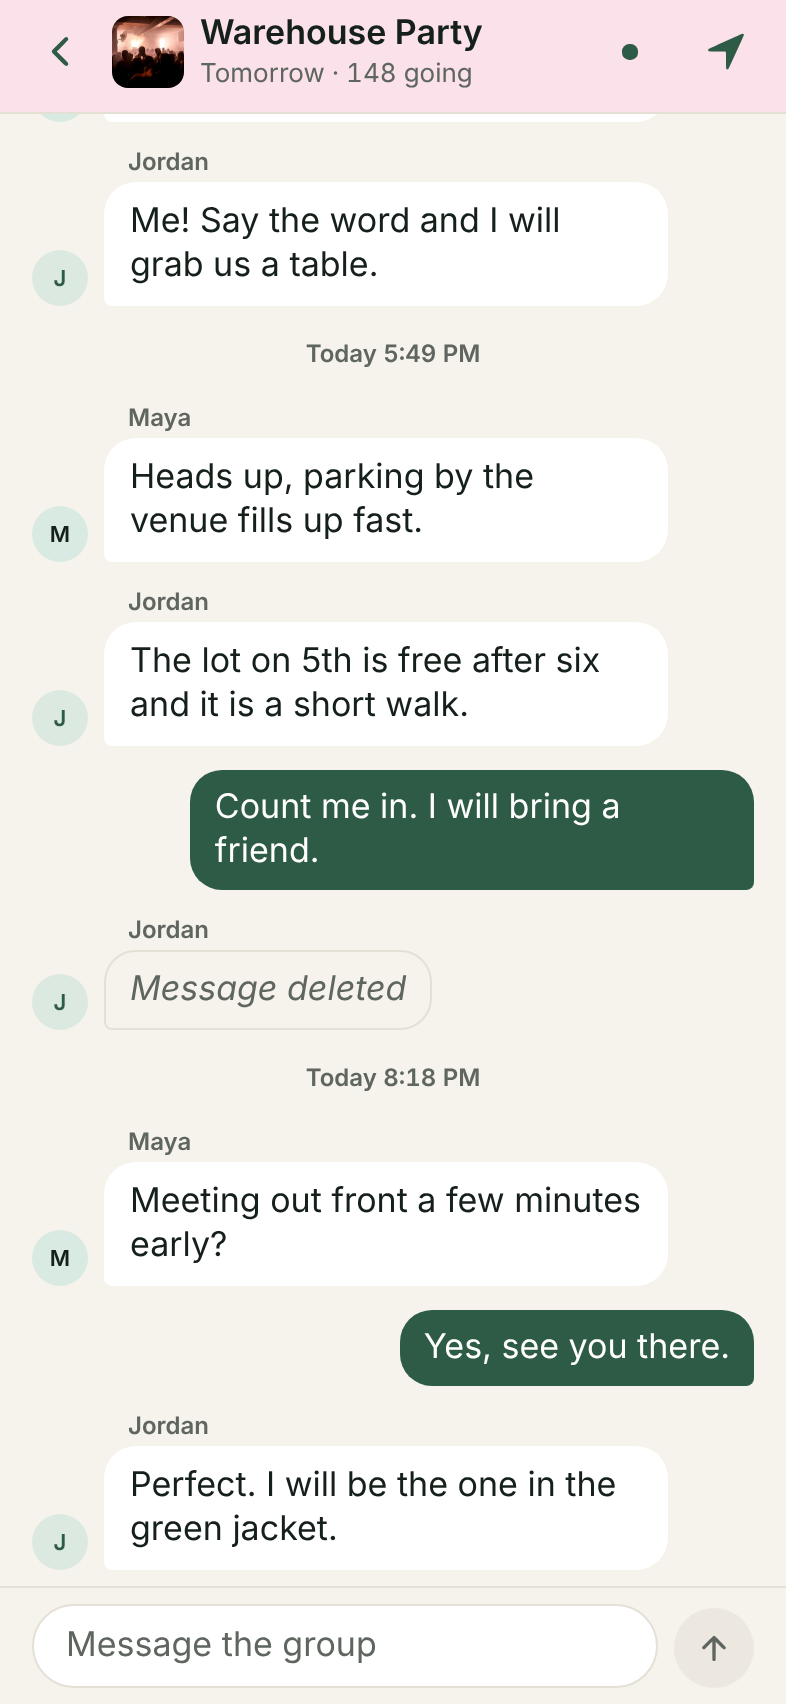 Warehouse Party
Tomorrow · 148 going
Jordan
Me! Say the word and I will
grab us a table.
J
Today 5:49 PM
Maya
Heads up, parking by the
venue fills up fast.
M
Jordan
The lot on 5th is free after six
and it is a short walk.
J
Count me in. I will bring a
friend.
Jordan
Message deleted
J
Today 8:18 PM
Maya
Meeting out front a few minutes
early?
M
Yes, see you there.
Jordan
Perfect. I will be the one in the
green jacket.
J
Message the group